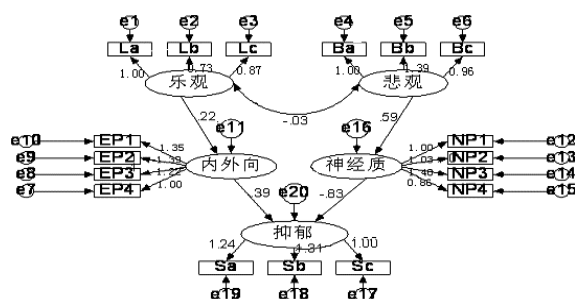 e1 e2 e3 e4 e5 e6
La Lb Lc Ba Bb Bc
1.00 .73 0.87 1.00 1.39 0.96
乐观 悲观
-.03
.22 .59
e11 e16
e10 EP1 1.35 1.00 NP1 e12
e9 EP2 1.03 NP2 e13
e8 EP3 1.22 内外向 神经质 NP3 e14
e7 EP4 1.00 0.86 NP4 e15
.39 e20 -.83
抑郁
1.24 1.31 1.00
Sa Sb Sc
e19 e18 e17